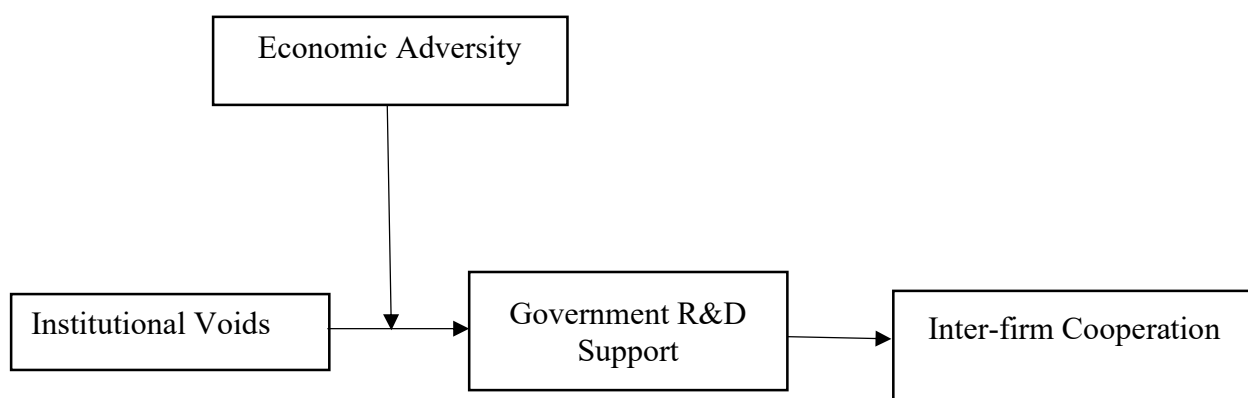 Economic Adversity
Institutional Voids
Government R&D
Support
Inter-firm Cooperation